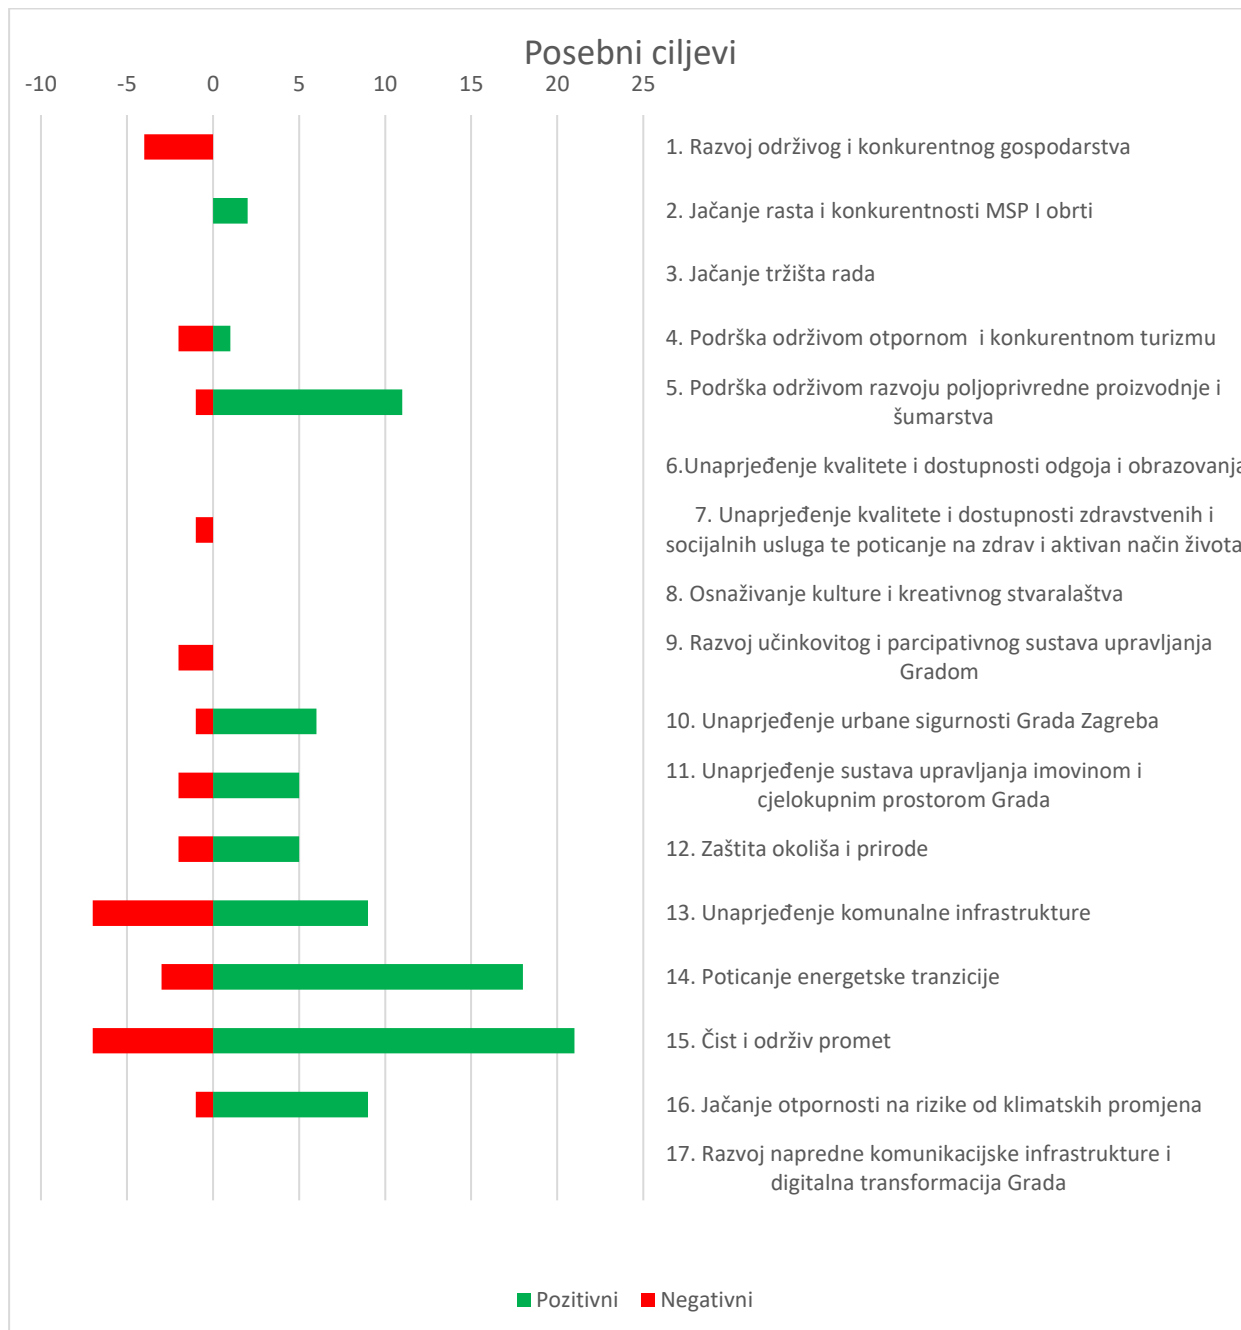 Posebni ciljevi
-10 -5 0 5 10 15 20 25
1. Razvoj održivog i konkurentnog gospodarstva
2. Jačanje rasta i konkurentnosti MSP I obrti
3. Jačanje tržišta rada
4. Podrška održivom otpornom  i konkurentnom turizmu
5. Podrška održivom razvoju poljoprivredne proizvodnje i
šumarstva
6.Unaprjeđenje kvalitete i dostupnosti odgoja i obrazovanja
7. Unaprjeđenje kvalitete i dostupnosti zdravstvenih i
socijalnih usluga te poticanje na zdrav i aktivan način života
8. Osnaživanje kulture i kreativnog stvaralaštva
9. Razvoj učinkovitog i parcipativnog sustava upravljanja
Gradom
10. Unaprjeđenje urbane sigurnosti Grada Zagreba
11. Unaprjeđenje sustava upravljanja imovinom i
cjelokupnim prostorom Grada
12. Zaštita okoliša i prirode
13. Unaprjeđenje komunalne infrastrukture
14. Poticanje energetske tranzicije
15. Čist i održiv promet
16. Jačanje otpornosti na rizike od klimatskih promjena
17. Razvoj napredne komunikacijske infrastrukture i
digitalna transformacija Grada
Pozitivni Negativni